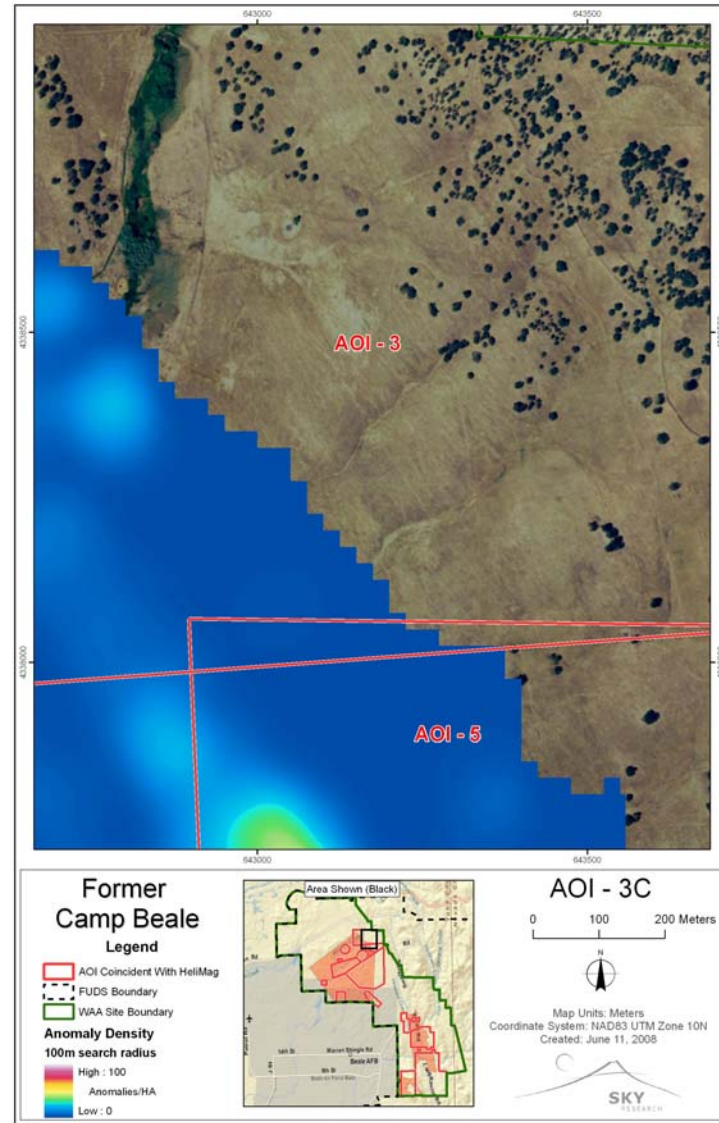 643000
643500
4338500
4338000
AOI - 3
AOI - 5
643000
643500
Former
Camp Beale
Legend
AOI Coincident With HeliMag
FUDS Boundary
WAA Site Boundary
Anomaly Density
100m search radius
High : 100
Anomalies/HA
Low : 0
Area Shown (Black)
Beale AFB
AOI - 3C
0 100 200 Meters
N
Map Units: Meters
Coordinate System: NAD83 UTM Zone 10N
Created: June 11, 2008
SKY
RESEARCH